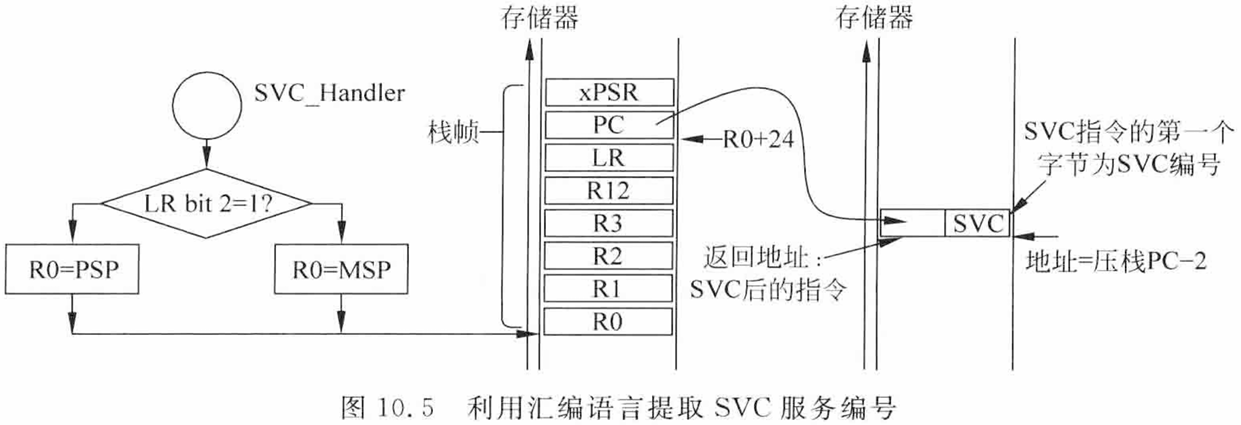 存储器
存储器
SVC_Handler
LR bit 2=1?
R0=PSP
R0=MSP
栈帧
xPSR
PC
LR
R12
R3
R2
R1
R0
R0+24
SVC指令的第一个
字节为SVC编号
SVC
返回地址:
SVC后的指令
地址=压栈PC-2
图 10.5 利用汇编语言提取 SVC 服务编号